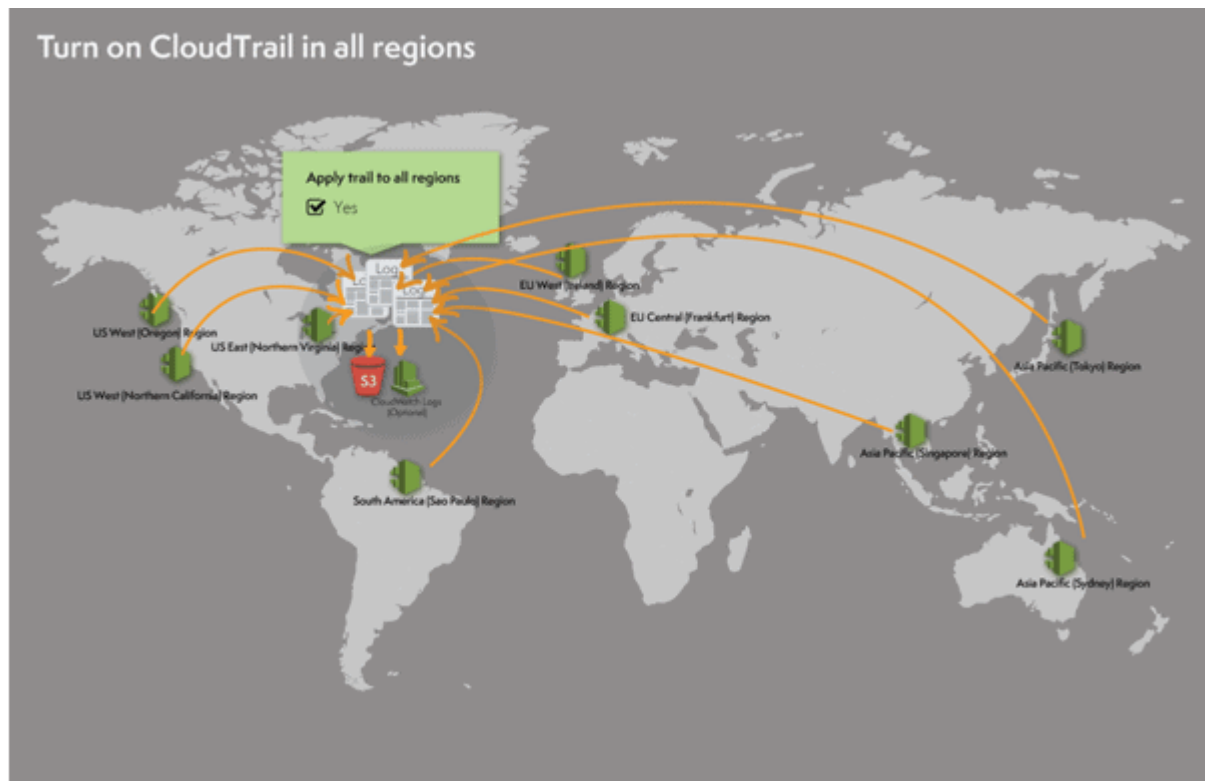 Turn on CloudTrail in all regions
Apply trail to all regions
Yes
Log
Log
Log
EU West (Ireland) Region
EU Central (Frankfurt) Region
US West (Oregon) Region
US East (Northern Virginia) Region
Asia Pacific (Tokyo) Region
S3
US West (Northern California) Region
CloudWatch Logs
(Optional)
Asia Pacific (Singapore) Region
South America (Sao Paulo) Region
Asia Pacific (Sydney) Region